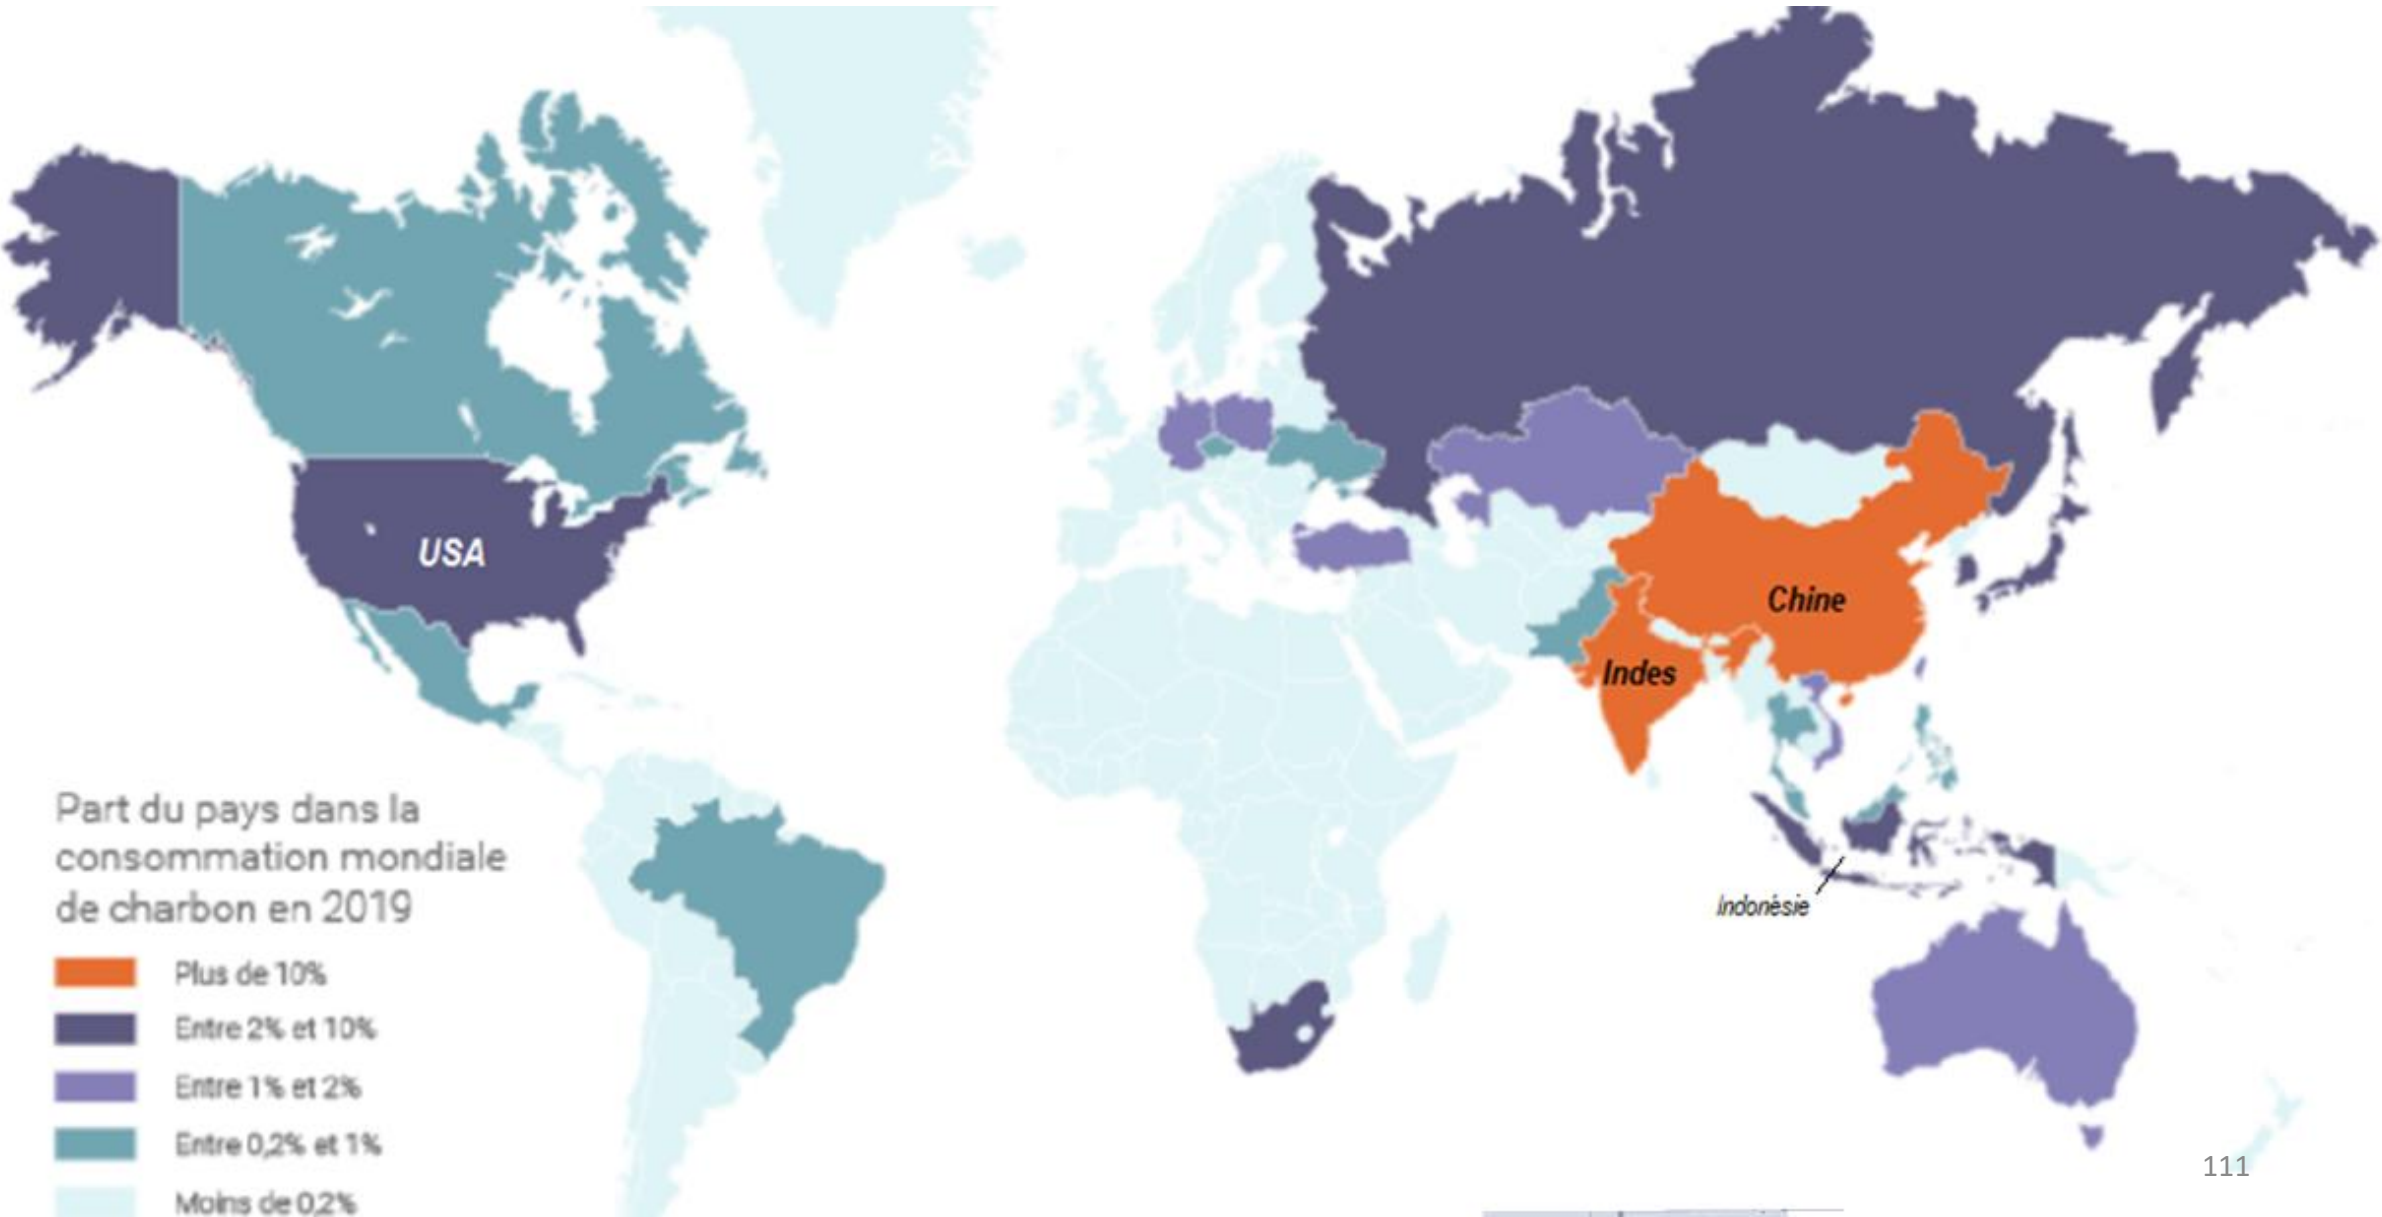 USA
Chine
Indes
Indonésie
Part du pays dans la
consommation mondiale
de charbon en 2019
Plus de 10%
Entre 2% et 10%
Entre 1% et 2%
Entre 0,2% et 1%
Moins de 0,2%
111